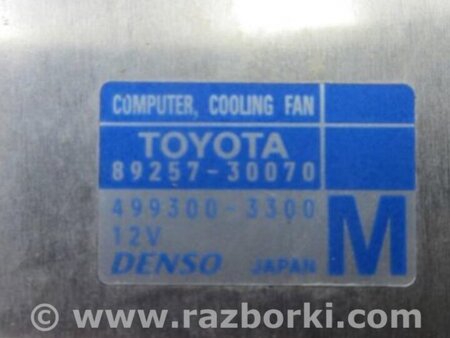 COMPUTER, COOLING FAN
TOYOTA
89257-30070
499300-3300
12V
DENSO JAPAN M
© www.razborki.com